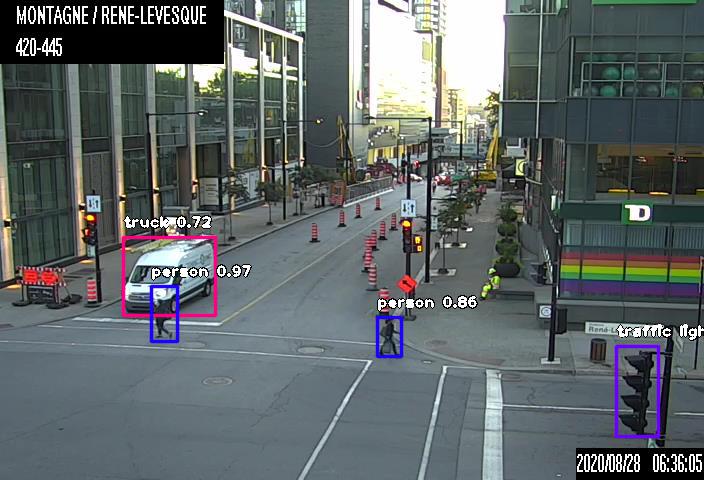 MONTAGNE / RENE-LEVESQUE
420-445
truck 0.72
person 0.97
person 0.86
TD
René-
traffic ligh
2020/08/28 06:36:05